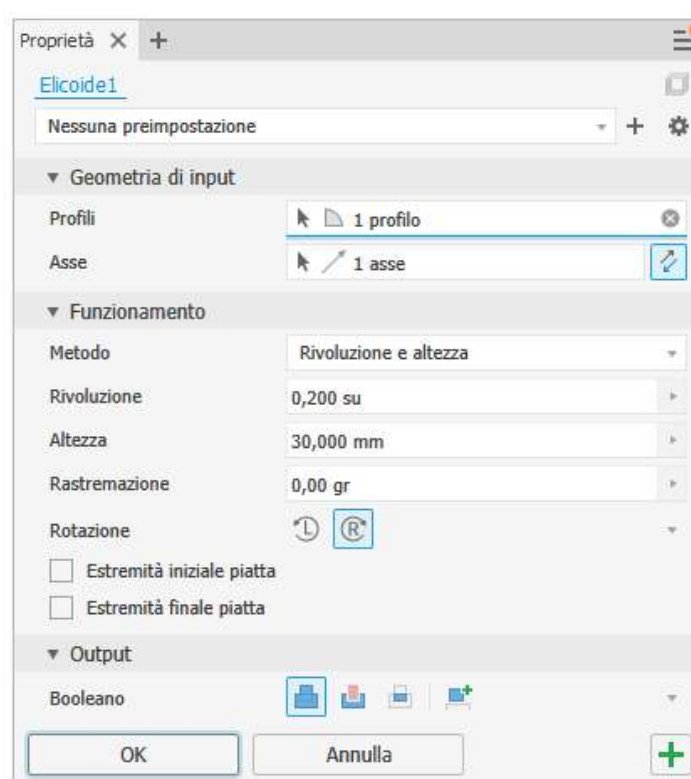 Proprietà
Elicoide1
Nessuna preimpostazione
Geometria di input
Profili 1 profilo
Asse 1 asse
Funzionamento
Metodo Rivoluzione e altezza
Rivoluzione 0,200 su
Altezza 30,000 mm
Rastremazione 0,00 gr
Rotazione L R
Estremità iniziale piatta
Estremità finale piatta
Output
Booleano
OK Annulla